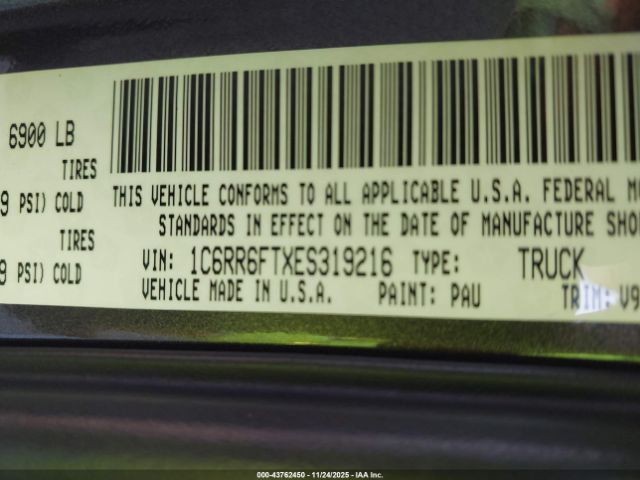 6900 LB
TIRES
9 PSI) COLD
TIRES
9 PSI) COLD
THIS VEHICLE CONFORMS TO ALL APPLICABLE U.S.A. FEDERAL M
STANDARDS IN EFFECT ON THE DATE OF MANUFACTURE SHO
VIN: 1C6RR6FTXES319216 TYPE: TRUCK
VEHICLE MADE IN U.S.A. PAINT: PAU TRIM: V9
000-43762450 - 11/24/2025 - IAA Inc.